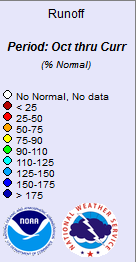 Runoff
Period: Oct thru Curr
(% Normal)
No Normal, No data
< 25
25-50
50-75
75-90
90-110
110-125
125-150
150-175
> 175
NOAA
NATIONAL WEATHER SERVICE